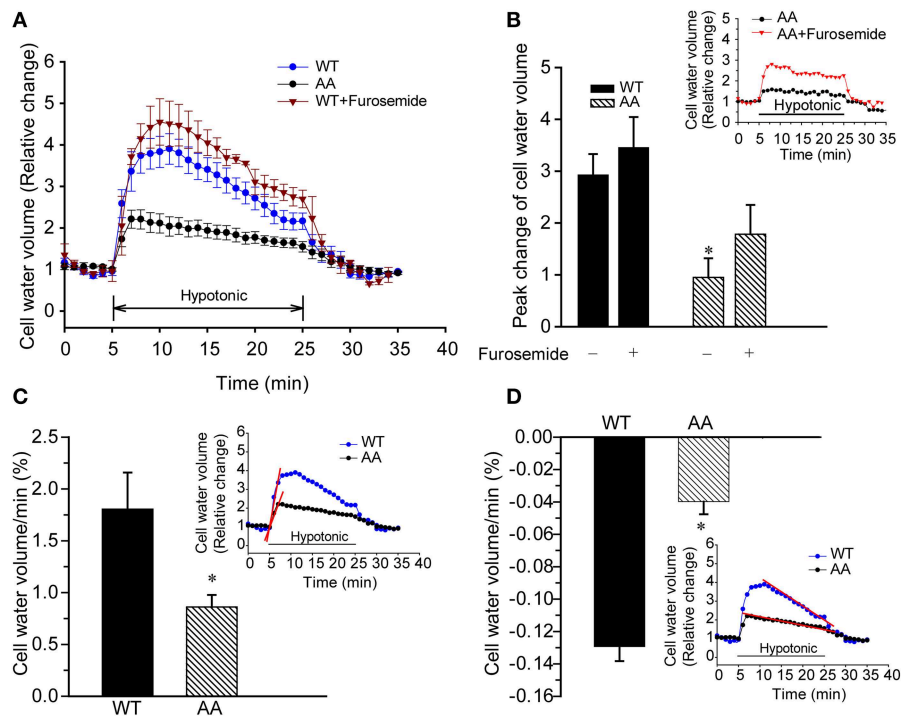 A
Cell water volume (Relative change)
6
5
4
3
2
1
0
WT
AA
WT+Furosemide
Hypotonic
0 5 10 15 20 25 30 35 40
Time (min)
B
Peak change of cell water volume
5
4
3
2
1
0
WT
AA
*
Furosemide − + − +
Cell water volume
(Relative change)
5
4
3
2
1
0
AA
AA+Furosemide
Hypotonic
0 5 10 15 20 25 30 35
Time (min)
C
Cell water volume/min (%)
2.5
2.0
1.5
1.0
0.5
0.0
*
WT AA
Cell water volume
(Relative change)
6
5
4
3
2
1
0
WT
AA
Hypotonic
0 5 10 15 20 25 30 35 40
Time (min)
D
WT AA
Cell water volume/min (%)
0.00
-0.02
-0.04
-0.06
-0.08
-0.10
-0.12
-0.14
-0.16
*
Cell water volume
(Relative change)
5
4
3
2
1
0
WT
AA
Hypotonic
0 5 10 15 20 25 30 35 40
Time (min)